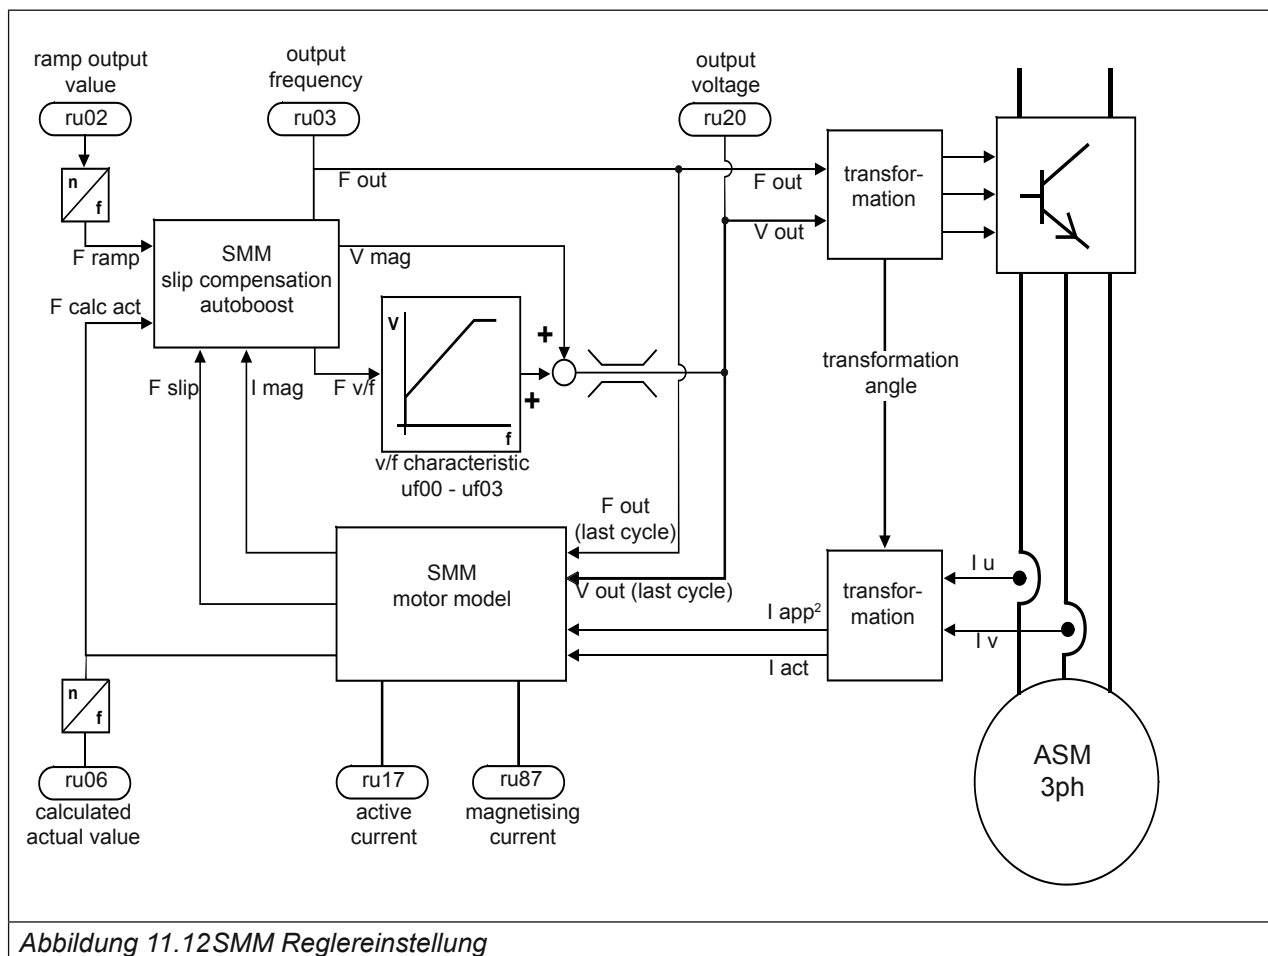 ramp output
value
ru02
output
frequency
ru03
output
voltage
ru20
n
f
F out
F out
transfor-
mation
V out
F ramp
SMM
slip compensation
autoboost
V mag
F calc act
V
f
+
+
F slip
I mag
F v/f
v/f characteristic
uf00 - uf03
transformation
angle
F out
(last cycle)
SMM
motor model
V out (last cycle)
I app²
I act
transfor-
mation
I u
I v
n
f
ru06
calculated
actual value
ru17
active
current
ru87
magnetising
current
ASM
3ph
Abbildung 11.12SMM Reglereinstellung